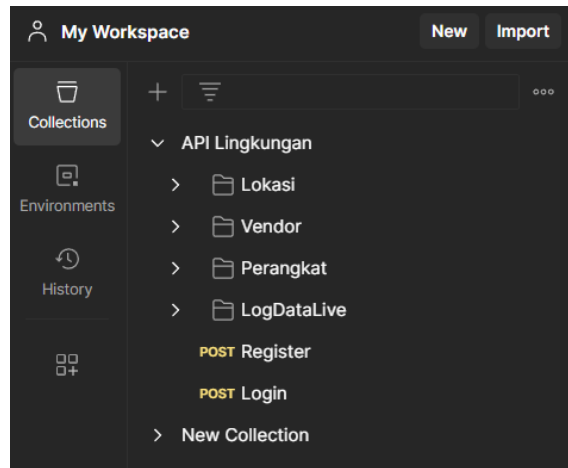 My Workspace New Import
Collections
API Lingkungan
Lokasi
Environments
Vendor
Perangkat
History
LogDataLive
POST Register
POST Login
New Collection